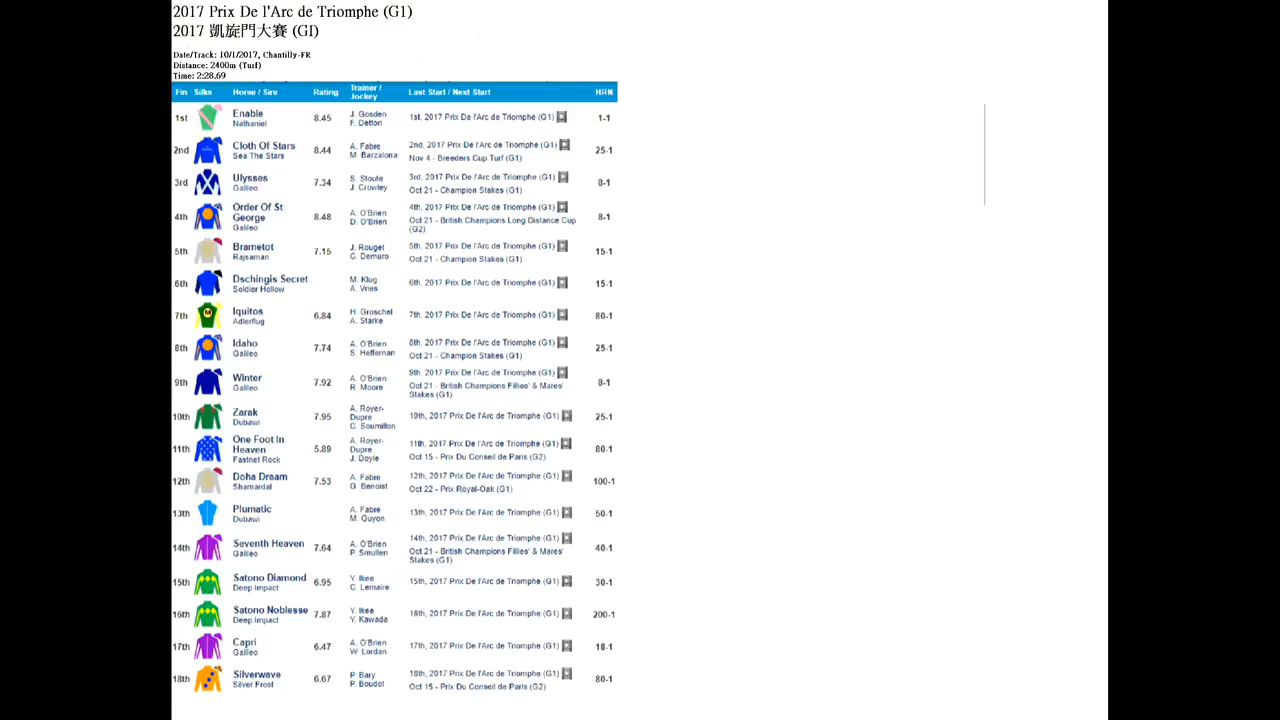 2017 Prix De l'Arc de Triomphe (G1)
2017 凱旋門大賽 (GI)
Date/Track: 10/1/2017, Chantilly-FR
Distance: 2400m (Turf)
Time: 2:28.69
Fin Silks Horse / Sire Rating Trainer / Jockey Last Start / Next Start HRN
1st Enable Nathaniel 8.45 J. Gosden F. Dettori 1st, 2017 Prix De l'Arc de Triomphe (G1) 1-1
2nd Cloth Of Stars Sea The Stars 8.44 A. Fabre M. Barzalona 2nd, 2017 Prix De l'Arc de Triomphe (G1) Nov 4 - Breeders Cup Turf (G1) 25-1
3rd Ulysses Galileo 7.34 S. Stoute J. Crowley 3rd, 2017 Prix De l'Arc de Triomphe (G1) Oct 21 - Champion Stakes (G1) 8-1
4th Order Of St George Galileo 8.48 A. O'Brien D. O'Brien 4th, 2017 Prix De l'Arc de Triomphe (G1) Oct 21 - British Champions Long Distance Cup (G2) 8-1
5th Brametot Rajsaman 7.15 J. Rouget C. Demuro 5th, 2017 Prix De l'Arc de Triomphe (G1) Oct 21 - Champion Stakes (G1) 15-1
6th Dschingis Secret Soldier Hollow M. Klug A. Vries 6th, 2017 Prix De l'Arc de Triomphe (G1) 15-1
7th Iquitos Adlerflug 6.84 H. Groschel A. Starke 7th, 2017 Prix De l'Arc de Triomphe (G1) 80-1
8th Idaho Galileo 7.74 A. O'Brien S. Heffernan 8th, 2017 Prix De l'Arc de Triomphe (G1) Oct 21 - Champion Stakes (G1) 25-1
9th Winter Galileo 7.92 A. O'Brien R. Moore 9th, 2017 Prix De l'Arc de Triomphe (G1) Oct 21 - British Champions Fillies' & Mares' Stakes (G1) 8-1
10th Zarak Dubawi 7.95 A. Royer-Dupre C. Soumillon 10th, 2017 Prix De l'Arc de Triomphe (G1) 25-1
11th One Foot In Heaven Fastnet Rock 5.89 A. Royer-Dupre J. Doyle 11th, 2017 Prix De l'Arc de Triomphe (G1) Oct 15 - Prix Du Conseil de Paris (G2) 80-1
12th Doha Dream Shamardal 7.53 A. Fabre G. Benoist 12th, 2017 Prix De l'Arc de Triomphe (G1) Oct 22 - Prix Royal-Oak (G1) 100-1
13th Plumatic Dubawi A. Fabre M. Guyon 13th, 2017 Prix De l'Arc de Triomphe (G1) 50-1
14th Seventh Heaven Galileo 7.64 A. O'Brien P. Smullen 14th, 2017 Prix De l'Arc de Triomphe (G1) Oct 21 - British Champions Fillies' & Mares' Stakes (G1) 40-1
15th Satono Diamond Deep Impact 6.95 Y. Ikee C. Lemaire 15th, 2017 Prix De l'Arc de Triomphe (G1) 30-1
16th Satono Noblesse Deep Impact 7.87 Y. Ikee Y. Kawada 16th, 2017 Prix De l'Arc de Triomphe (G1) 200-1
17th Capri Galileo 6.47 A. O'Brien W. Lordan 17th, 2017 Prix De l'Arc de Triomphe (G1) 18-1
18th Silverwave Silver Frost 6.67 P. Bary P. Boudot 18th, 2017 Prix De l'Arc de Triomphe (G1) Oct 15 - Prix Du Conseil de Paris (G2) 80-1